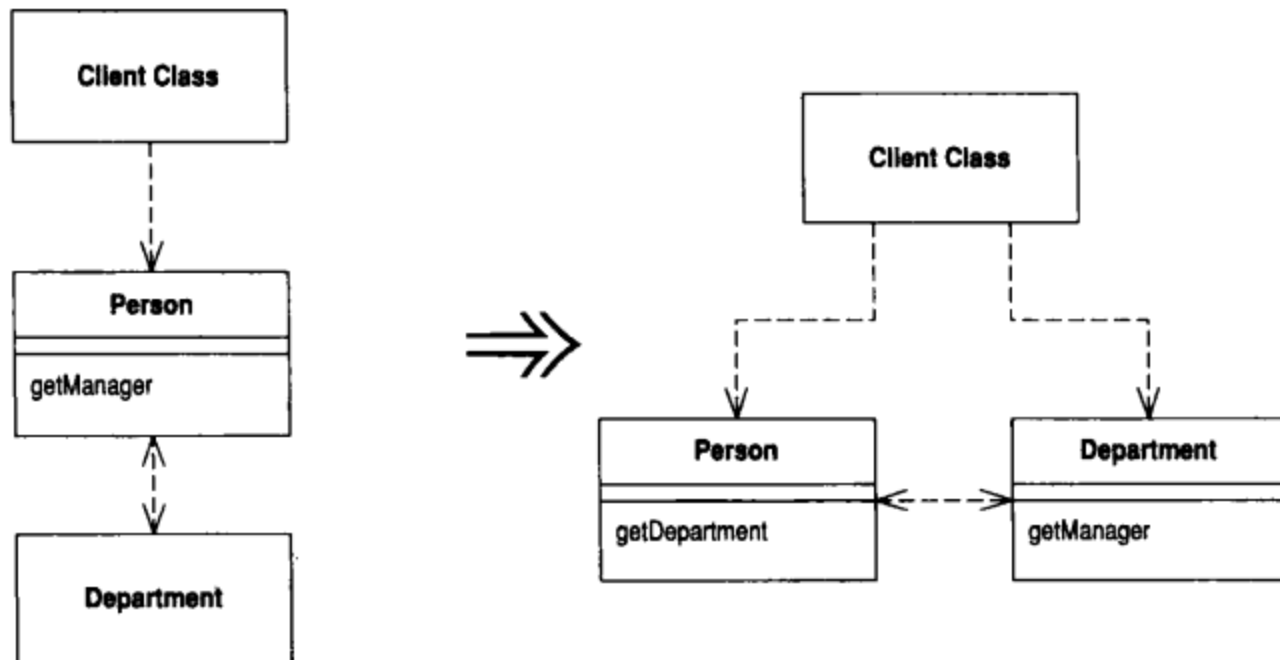 Client Class
Person
getManager
Department
Client Class
Person
getDepartment
Department
getManager